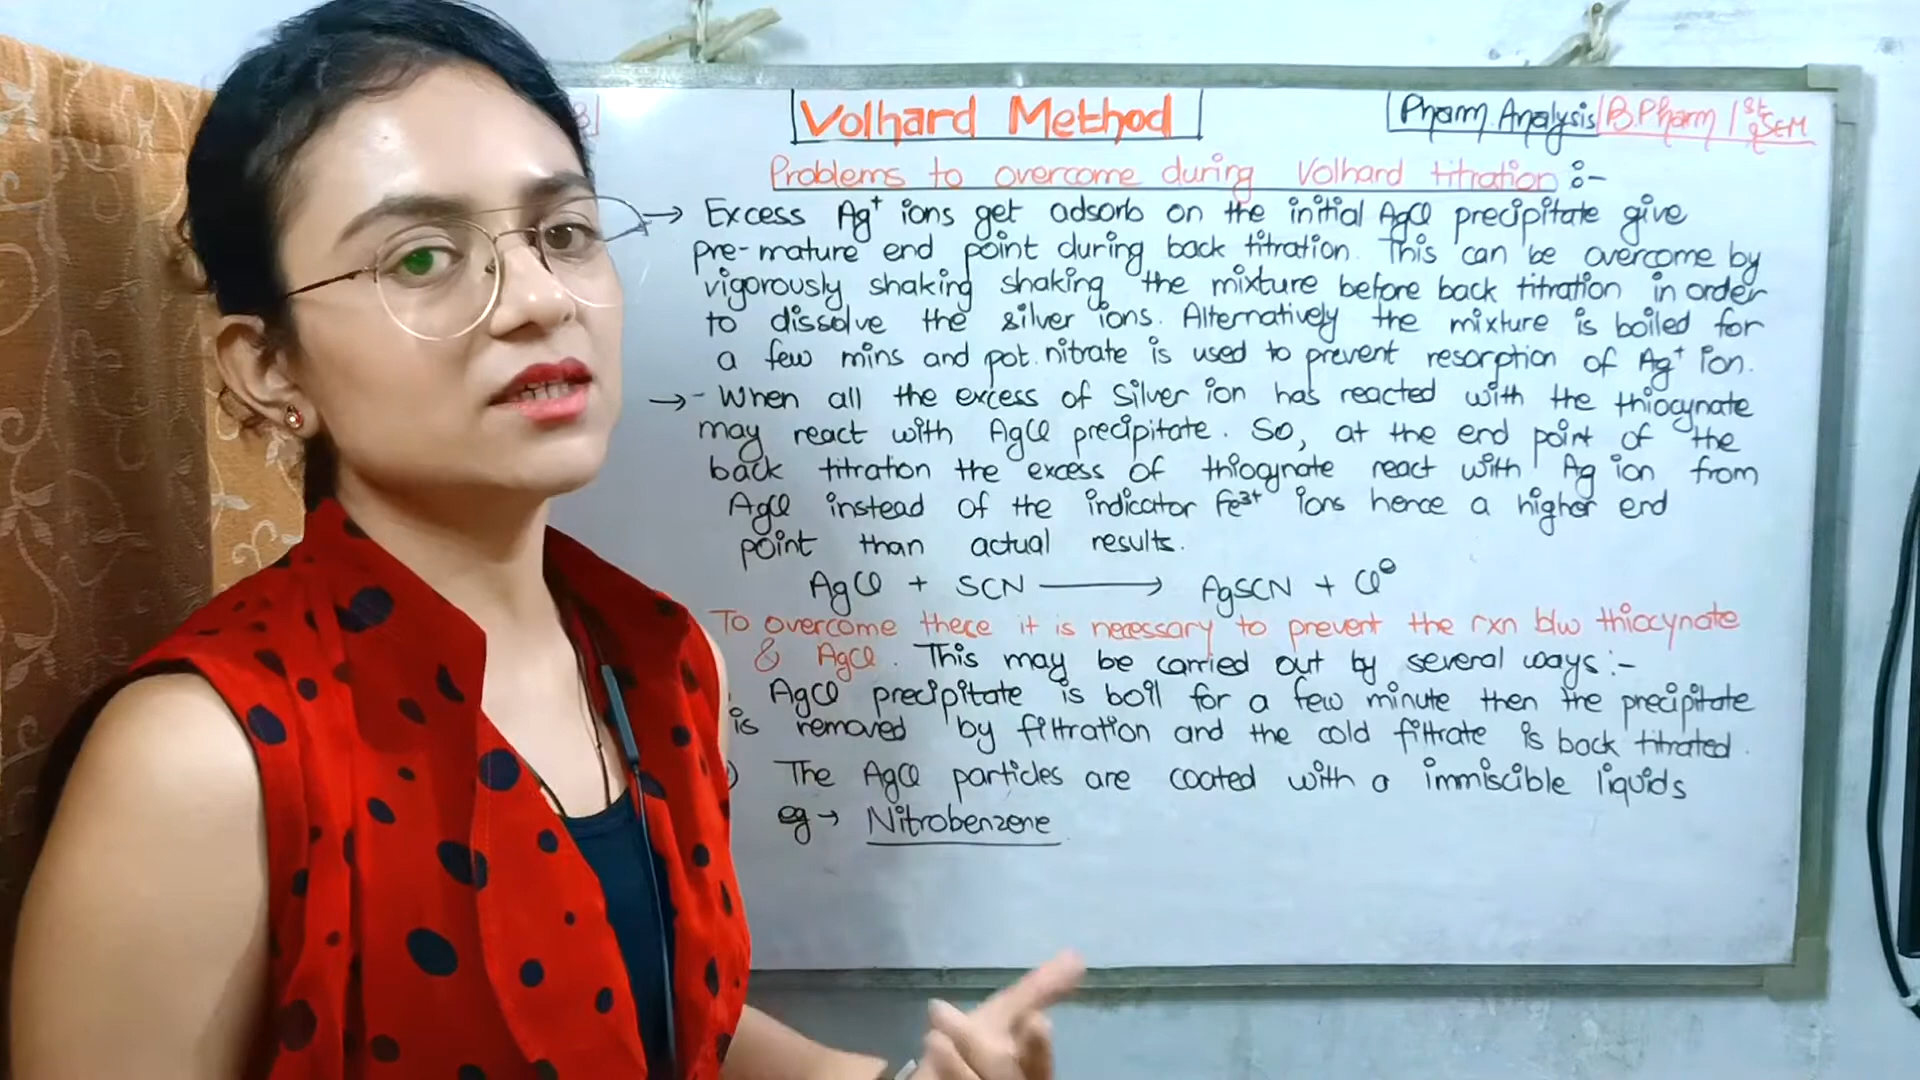 Volhard Method
Pharm. Analysis/B.Pharm/1st SEM
Problems to overcome during Volhard titration :-
→ Excess Ag+ ions get adsorb on the initial AgCl precipitate give
pre-mature end point during back titration. This can be overcome by
vigorously shaking shaking the mixture before back titration in order
to dissolve the silver ions. Alternatively the mixture is boiled for
a few mins and pot. nitrate is used to prevent resorption of Ag+ ion.
→ - When all the excess of Silver ion has reacted with the thiocynate
may react with AgCl precipitate. So, at the end point of the
back titration the excess of thiocynate react with Ag ion from
AgCl instead of the indicator Fe3+ ions hence a higher end
point than actual results.
AgCl + SCN → AgSCN + Cl⊖
To overcome these it is necessary to prevent the rxn b/w thiocynate
& AgCl. This may be carried out by several ways :-
AgCl precipitate is boil for a few minute then the precipitate
is removed by filtration and the cold filtrate is back titrated.
) The AgCl particles are coated with a immiscible liquids
eg → Nitrobenzene